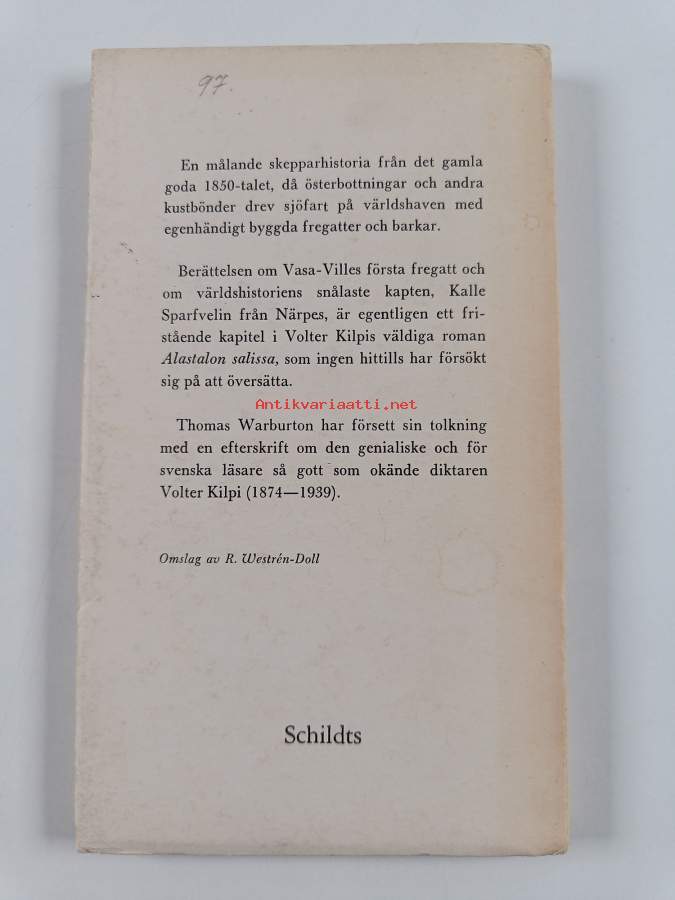 97.
En målande skepparhistoria från det gamla
goda 1850-talet, då österbottningar och andra
kustbönder drev sjöfart på världshaven med
egenhändigt byggda fregatter och barkar.
Berättelsen om Vasa-Villes första fregatt och
om världshistoriens snålaste kapten, Kalle
Sparfvelin från Närpes, är egentligen ett fri-
stående kapitel i Volter Kilpis väldiga roman
Alastalon salissa, som ingen hittills har försökt
sig på att översätta.
Antikvariaatti.net
Thomas Warburton har försett sin tolkning
med en efterskrift om den genialiske och för
svenska läsare så gott som okände diktaren
Volter Kilpi (1874—1939).
Omslag av R. Westrén-Doll
Schildts